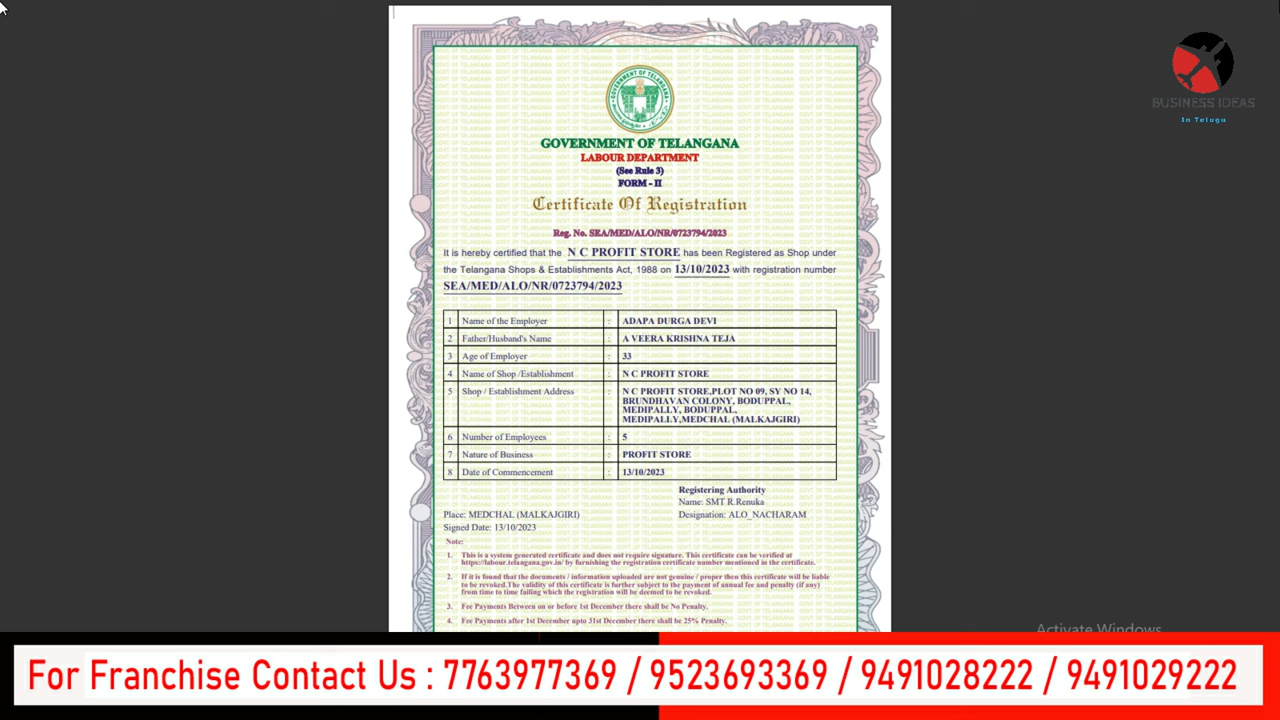 BUSINESS IDEAS
In Telugu
GOVERNMENT OF TELANGANA
GOVERNMENT OF TELANGANA
LABOUR DEPARTMENT
(See Rule 3)
FORM - II
Certificate Of Registration
Reg. No. SEA/MED/ALO/NR/0723794/2023
It is hereby certified that the N C PROFIT STORE has been Registered as Shop under
the Telangana Shops & Establishments Act, 1988 on 13/10/2023 with registration number
SEA/MED/ALO/NR/0723794/2023
1 Name of the Employer : ADAPA DURGA DEVI
2 Father/Husband's Name : A VEERA KRISHNA TEJA
3 Age of Employer : 33
4 Name of Shop /Establishment : N C PROFIT STORE
5 Shop / Establishment Address : N C PROFIT STORE,PLOT NO 09, SY NO 14,
BRUNDHAVAN COLONY, BODUPPAL,
MEDIPALLY, BODUPPAL,
MEDIPALLY,MEDCHAL (MALKAJGIRI)
6 Number of Employees : 5
7 Nature of Business : PROFIT STORE
8 Date of Commencement : 13/10/2023
Registering Authority
Name: SMT R.Renuka
Place: MEDCHAL (MALKAJGIRI) Designation: ALO_NACHARAM
Signed Date: 13/10/2023
Note:
1. This is a system generated certificate and does not require signature. This certificate can be verified at
https://labour.telangana.gov.in/ by furnishing the registration certificate number mentioned in the certificate.
2. If it is found that the documents / information uploaded are not genuine / proper then this certificate will be liable
to be revoked.The validity of this certificate is further subject to the payment of annual fee and penalty (if any)
from time to time failing which the registration will be deemed to be revoked.
3. Fee Payments Between on or before 1st December there shall be No Penalty.
4. Fee Payments after 1st December upto 31st December there shall be 25% Penalty.
Activate Windows
For Franchise Contact Us : 7763977369 / 9523693369 / 9491028222 / 9491029222